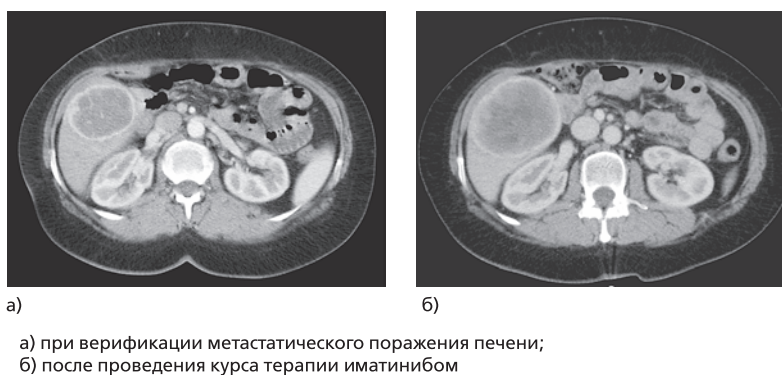 а)
б)
а) при верификации метастатического поражения печени;
б) после проведения курса терапии иматинибом